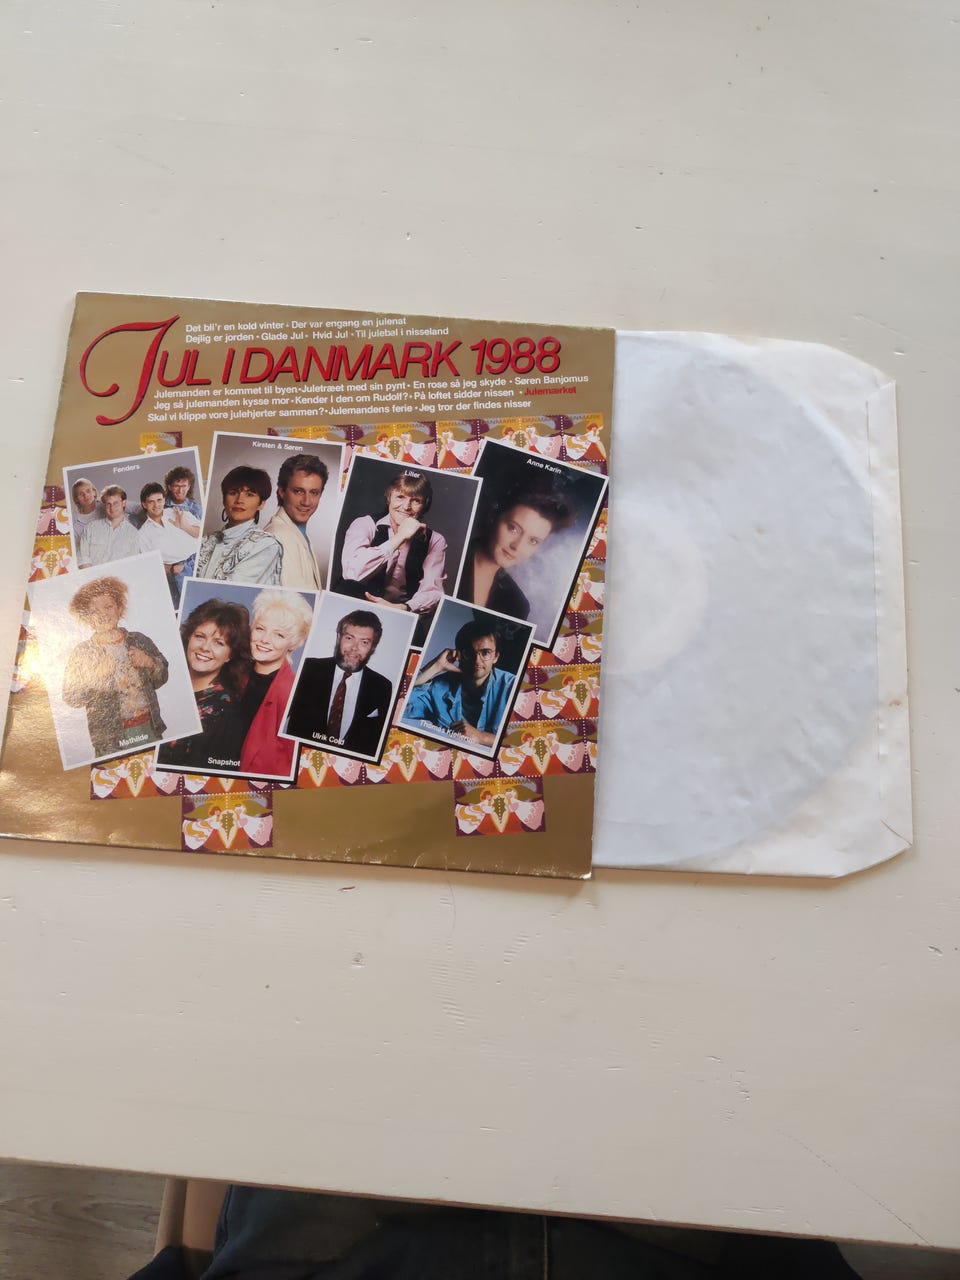 Det bli'r en kold vinter · Der var engang en julenat
Dejlig er jorden · Glade Jul · Hvid Jul · Til julebal i nisseland
JUL I DANMARK 1988
Julemanden er kommet til byen · Juletræet med sin pynt · En rose så jeg skyde · Søren Banjomus
Jeg så julemanden kysse mor · Kender I den om Rudolf? · På loftet sidder nissen · Julemærket
Skal vi klippe vore julehjerter sammen? · Julemandens ferie · Jeg tror der findes nisser
Fenders
Kirsten & Søren
Liller
Anne Karin
Mathilde
Snapshot
Ulrik Cold
Thomas
DANMARK